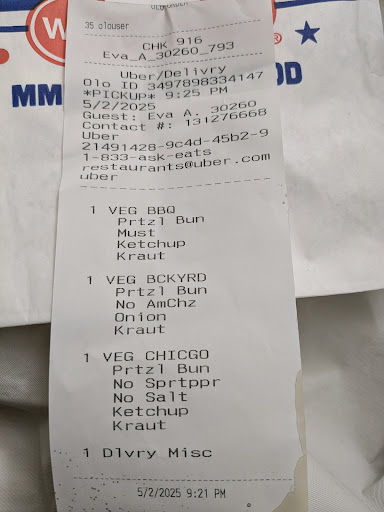 35 olouser
CHK 916
Eva_A_30260_793
Uber/Delivry
Olo ID 3497898334147
*PICKUP* 9:25 PM
5/2/2025
Guest: Eva A. 30260
Contact #: 131276668
Uber
21491428-9c4d-45b2-9
1-833-ask-eats
restaurants@uber.com
uber
1 VEG BBQ
Prtzl Bun
Must
Ketchup
Kraut
1 VEG BCKYRD
Prtzl Bun
No AmChz
Onion
Kraut
1 VEG CHICGO
Prtzl Bun
No Sprtppr
No Salt
Ketchup
Kraut
1 Dlvry Misc
5/2/2025 9:21 PM
W
MM
OD